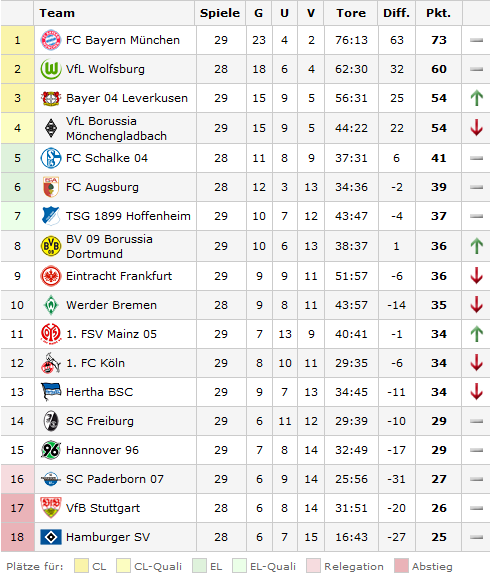 Team Spiele G U V Tore Diff. Pkt.
1 FC Bayern München 29 23 4 2 76:13 63 73
2 VfL Wolfsburg 28 18 6 4 62:30 32 60
3 Bayer 04 Leverkusen 29 15 9 5 56:31 25 54
4 VfL Borussia
Mönchengladbach 29 15 9 5 44:22 22 54
5 FC Schalke 04 28 11 8 9 37:31 6 41
6 FC Augsburg 28 12 3 13 34:36 -2 39
7 TSG 1899 Hoffenheim 29 10 7 12 43:47 -4 37
8 BV 09 Borussia
Dortmund 29 10 6 13 38:37 1 36
9 Eintracht Frankfurt 29 9 9 11 51:57 -6 36
10 Werder Bremen 28 9 8 11 43:57 -14 35
11 1. FSV Mainz 05 29 7 13 9 40:41 -1 34
12 1. FC Köln 29 8 10 11 29:35 -6 34
13 Hertha BSC 29 9 7 13 34:45 -11 34
14 SC Freiburg 29 6 11 12 29:39 -10 29
15 Hannover 96 29 7 8 14 32:49 -17 29
16 SC Paderborn 07 29 6 9 14 25:56 -31 27
17 VfB Stuttgart 28 6 8 14 31:51 -20 26
18 Hamburger SV 28 6 7 15 16:43 -27 25
Plätze für: CL CL-Quali EL EL-Quali Relegation Abstieg